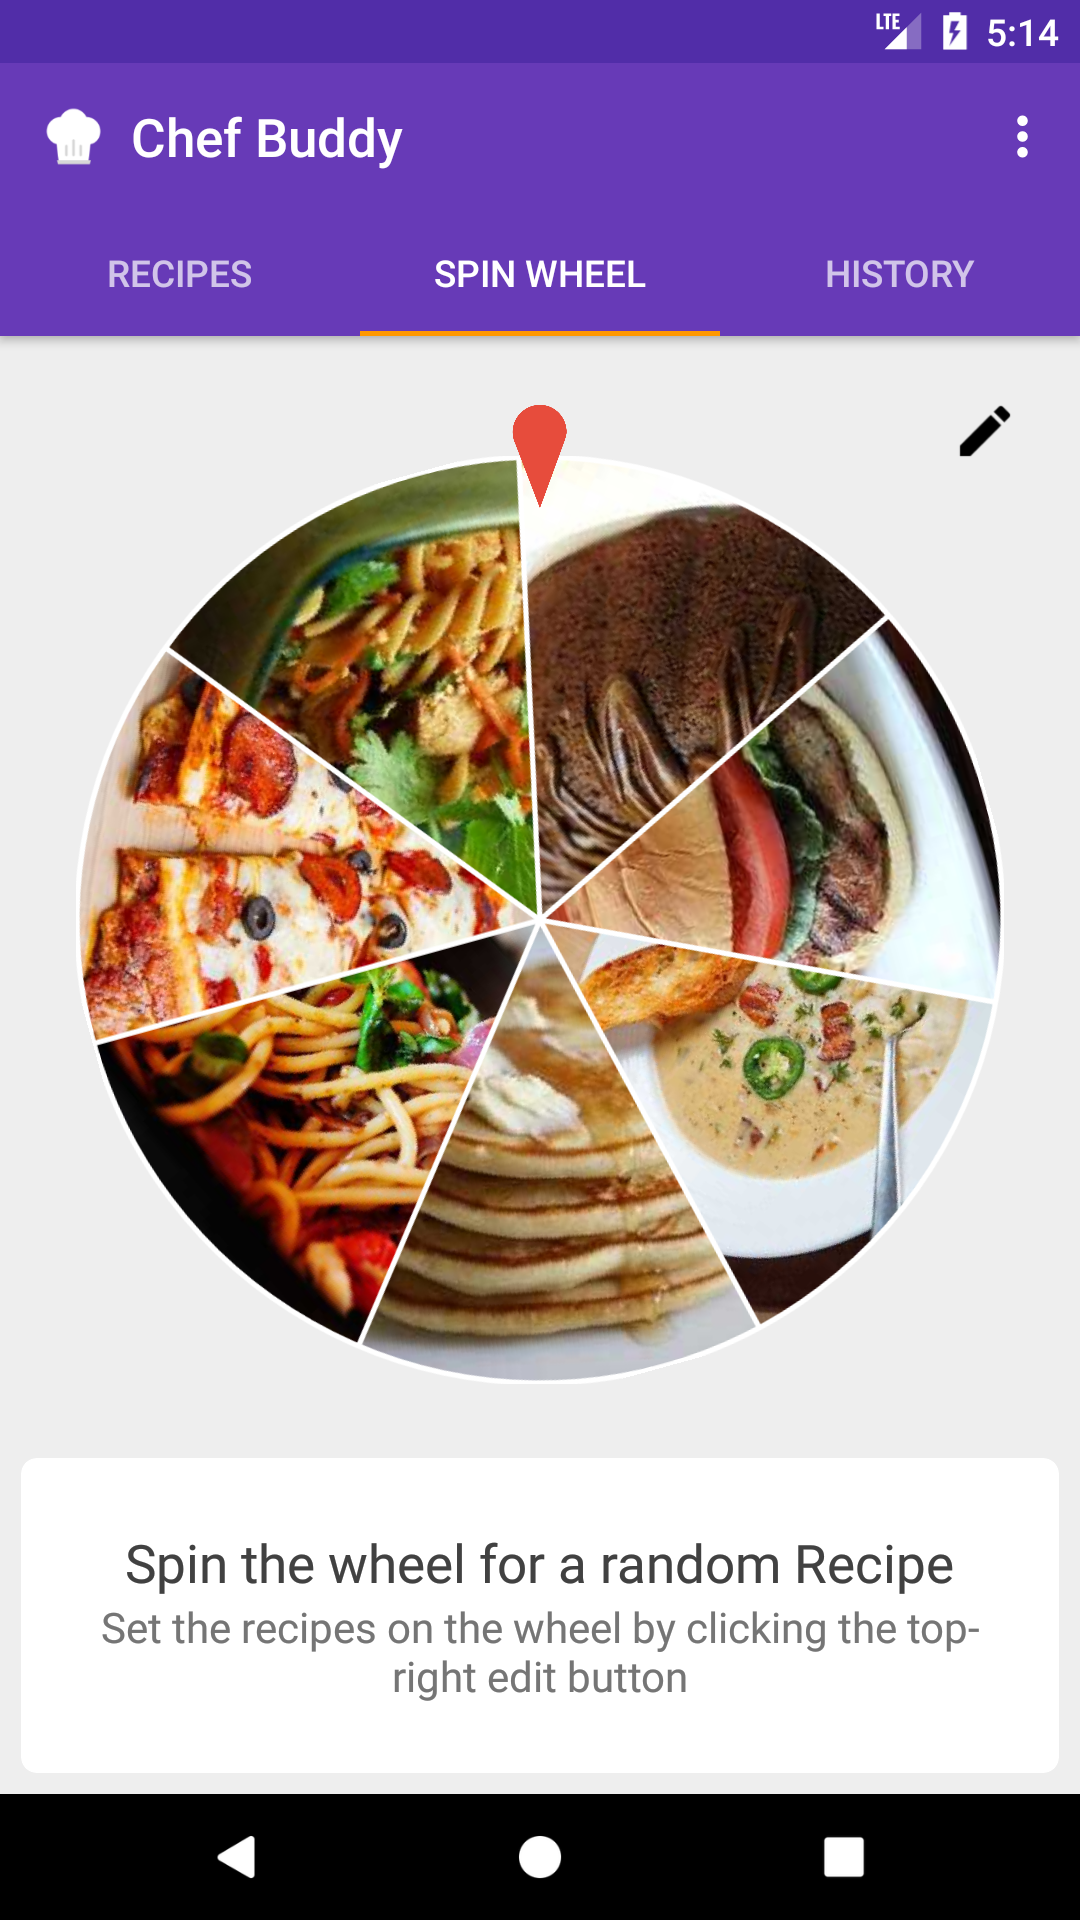 LTE 5:14
Chef Buddy
RECIPES SPIN WHEEL HISTORY
Spin the wheel for a random Recipe
Set the recipes on the wheel by clicking the top-
right edit button